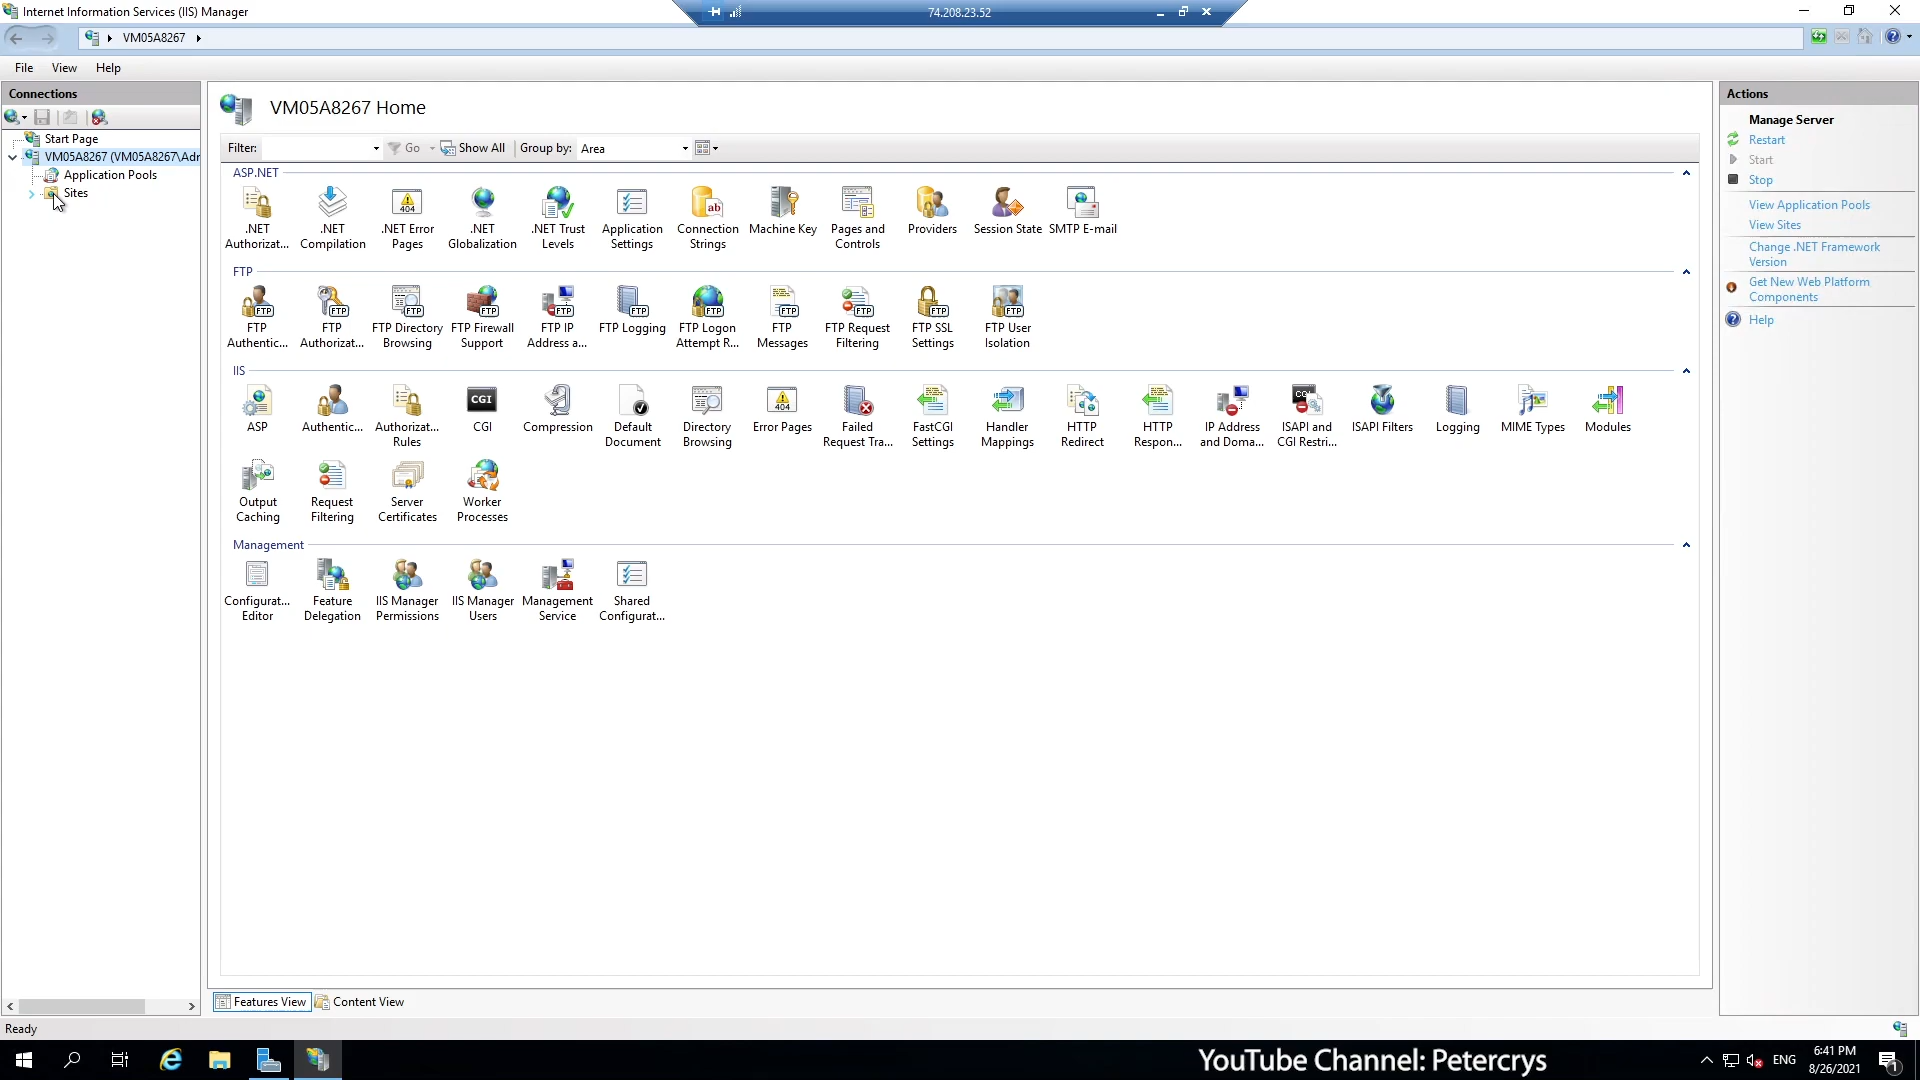 Internet Information Services (IIS) Manager
74.208.23.52
VM05A8267
File View Help
Connections
Start Page
VM05A8267 (VM05A8267\Adr
Application Pools
Sites
VM05A8267 Home
Filter: Go Show All Group by: Area
ASP.NET
.NET Authorizat...
.NET Compilation
.NET Error Pages
.NET Globalization
.NET Trust Levels
Application Settings
Connection Strings
Machine Key
Pages and Controls
Providers
Session State
SMTP E-mail
FTP
FTP Authentic...
FTP Authorizat...
FTP Directory Browsing
FTP Firewall Support
FTP IP Address a...
FTP Logging
FTP Logon Attempt R...
FTP Messages
FTP Request Filtering
FTP SSL Settings
FTP User Isolation
IIS
ASP
Authentic...
Authorizat... Rules
CGI
Compression
Default Document
Directory Browsing
Error Pages
Failed Request Tra...
FastCGI Settings
Handler Mappings
HTTP Redirect
HTTP Respon...
IP Address and Doma...
ISAPI and CGI Restri...
ISAPI Filters
Logging
MIME Types
Modules
Output Caching
Request Filtering
Server Certificates
Worker Processes
Management
Configurat... Editor
Feature Delegation
IIS Manager Permissions
IIS Manager Users
Management Service
Shared Configurat...
Features View
Content View
Actions
Manage Server
Restart
Start
Stop
View Application Pools
View Sites
Change .NET Framework
Version
Get New Web Platform
Components
Help
Ready
YouTube Channel: Petercrys
ENG
6:41 PM
8/26/2021
1